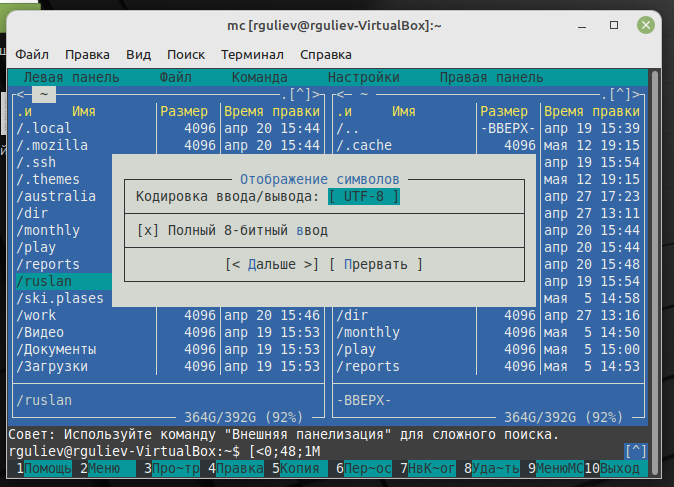 mc [rguliev@rguliev-VirtualBox]:~
Файл Правка Вид Поиск Терминал Справка
Левая панель Файл Команда Настройки Правая панель
<— ~ .[^]> <— ~ .[^]>
.и Имя Размер Время правки .и Имя Размер Время правки
/.local 4096 апр 20 15:44 /.. -ВВЕРХ- апр 19 15:39
/.mozilla 4096 апр 20 15:44 /.cache 4096 мая 12 19:15
/.ssh апр 19 15:54
/.themes мая 12 19:15
Отображение символов
/australia Кодировка ввода/вывода: [ UTF-8 ] апр 27 17:23
/dir апр 27 13:11
/monthly [x] Полный 8-битный ввод апр 20 15:44
/play апр 20 15:44
/reports [< Дальше >] [ Прервать ] апр 20 15:48
/ruslan апр 19 15:54
/ski.plases мая 5 14:58
/work 4096 апр 20 15:46 /dir 4096 апр 27 13:16
/Видео 4096 апр 19 15:53 /monthly 4096 мая 5 14:50
/Документы 4096 апр 19 15:53 /play 4096 мая 5 15:00
/Загрузки 4096 апр 19 15:53 /reports 4096 мая 5 14:53
/ruslan -ВВЕРХ-
364G/392G (92%) 364G/392G (92%)
Совет: Используйте команду "Внешняя панелизация" для сложного поиска.
rguliev@rguliev-VirtualBox:~$ [<0;48;1M [^]
1Помощь 2Меню 3Про~тр 4Правка 5Копия 6Пер~ос 7НвК~ог 8Уда~ть 9МенюМС 10Выход